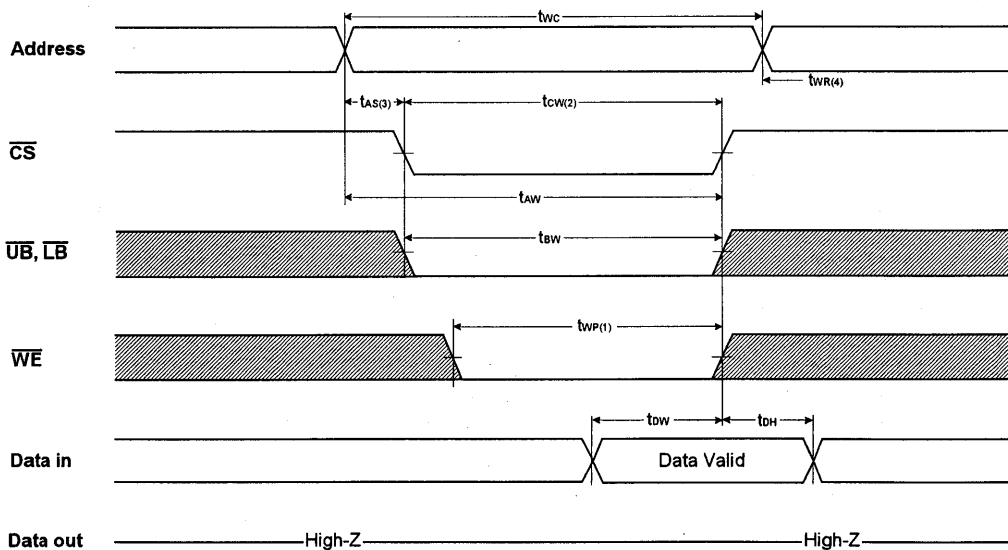 tWC
Address
tWR(4)
tAS(3) tCW(2)
CS
tAW
UB, LB
tBW
tWP(1)
WE
tDW tDH
Data in Data Valid
Data out High-Z High-Z